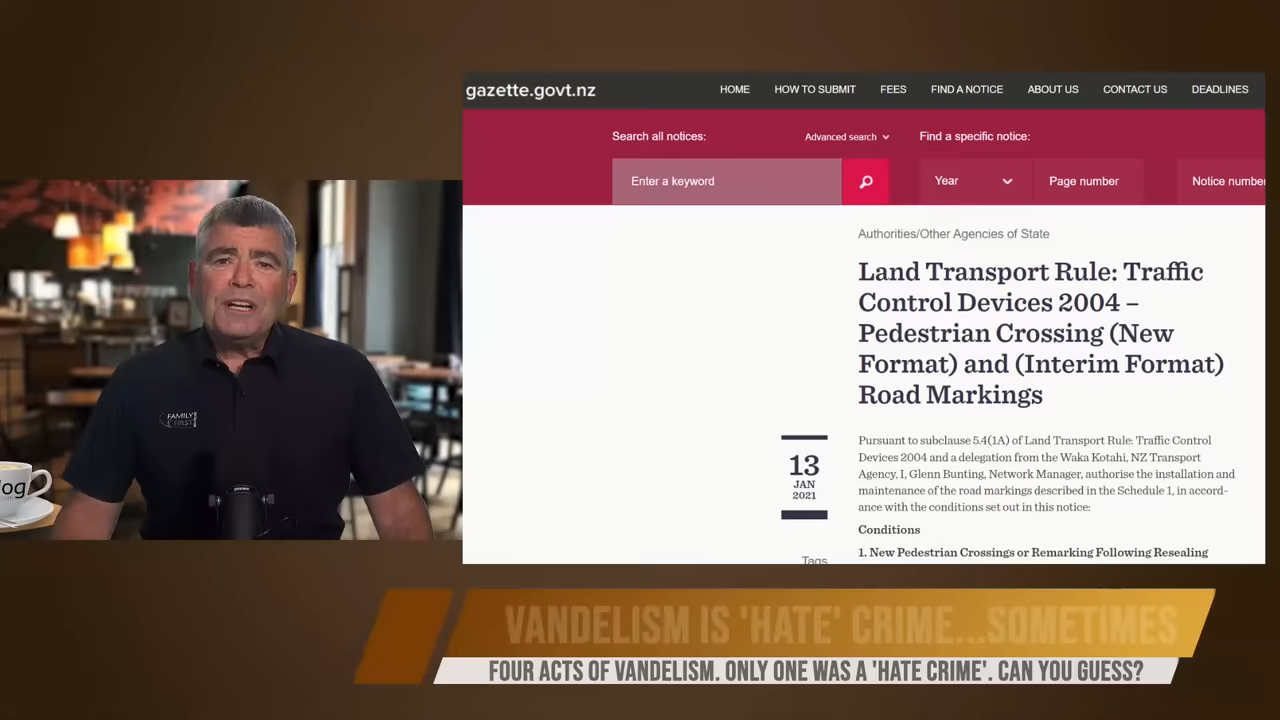 gazette.govt.nz
HOME HOW TO SUBMIT FEES FIND A NOTICE ABOUT US CONTACT US DEADLINES
Search all notices: Advanced search Find a specific notice:
Enter a keyword Year Page number Notice number
Authorities/Other Agencies of State
Land Transport Rule: Traffic
Control Devices 2004 –
Pedestrian Crossing (New
Format) and (Interim Format)
Road Markings
13
JAN
2021
Pursuant to subclause 5.4(1A) of Land Transport Rule: Traffic Control
Devices 2004 and a delegation from the Waka Kotahi, NZ Transport
Agency, I, Glenn Bunting, Network Manager, authorise the installation and
maintenance of the road markings described in the Schedule 1, in accord-
ance with the conditions set out in this notice:
Conditions
1. New Pedestrian Crossings or Remarking Following Resealing
Tags
FAMILY
FIRST
log
VANDELISM IS 'HATE' CRIME...SOMETIMES
FOUR ACTS OF VANDELISM. ONLY ONE WAS A 'HATE CRIME'. CAN YOU GUESS?